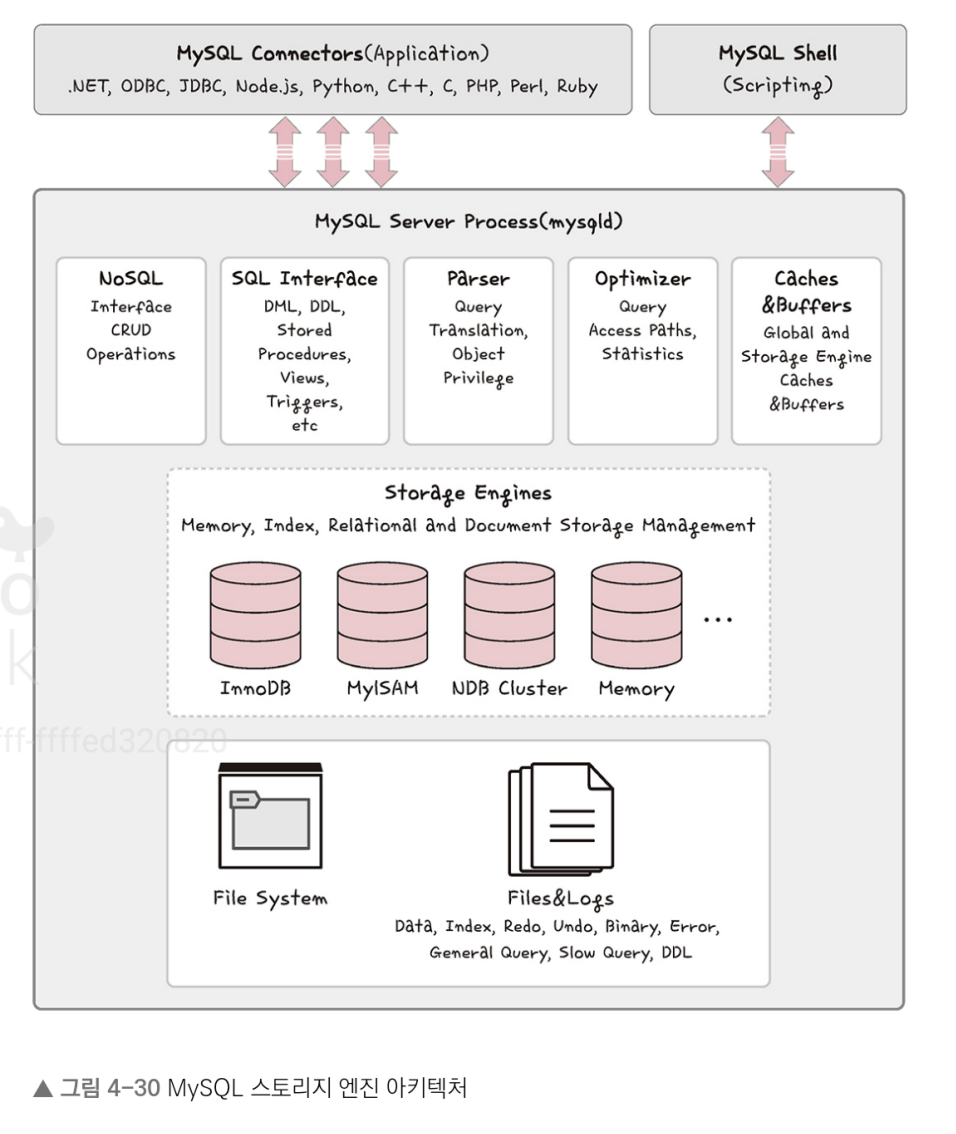 MySQL Connectors(Application)
.NET, ODBC, JDBC, Node.js, Python, C++, C, PHP, Perl, Ruby
MySQL Shell
(Scripting)
MySQL Server Process(mysqld)
NoSQL
Interface
CRUD
Operations
SQL Interface
DML, DDL,
Stored
Procedures,
Views,
Triggers,
etc
Parser
Query
Translation,
Object
Privilege
Optimizer
Query
Access Paths,
Statistics
Caches
&Buffers
Global and
Storage Engine
Caches
&Buffers
Storage Engines
Memory, Index, Relational and Document Storage Management
InnoDB
MyISAM
NDB Cluster
Memory
...
File System
Files&Logs
Data, Index, Redo, Undo, Binary, Error,
General Query, Slow Query, DDL
▲ 그림 4-30 MySQL 스토리지 엔진 아키텍처